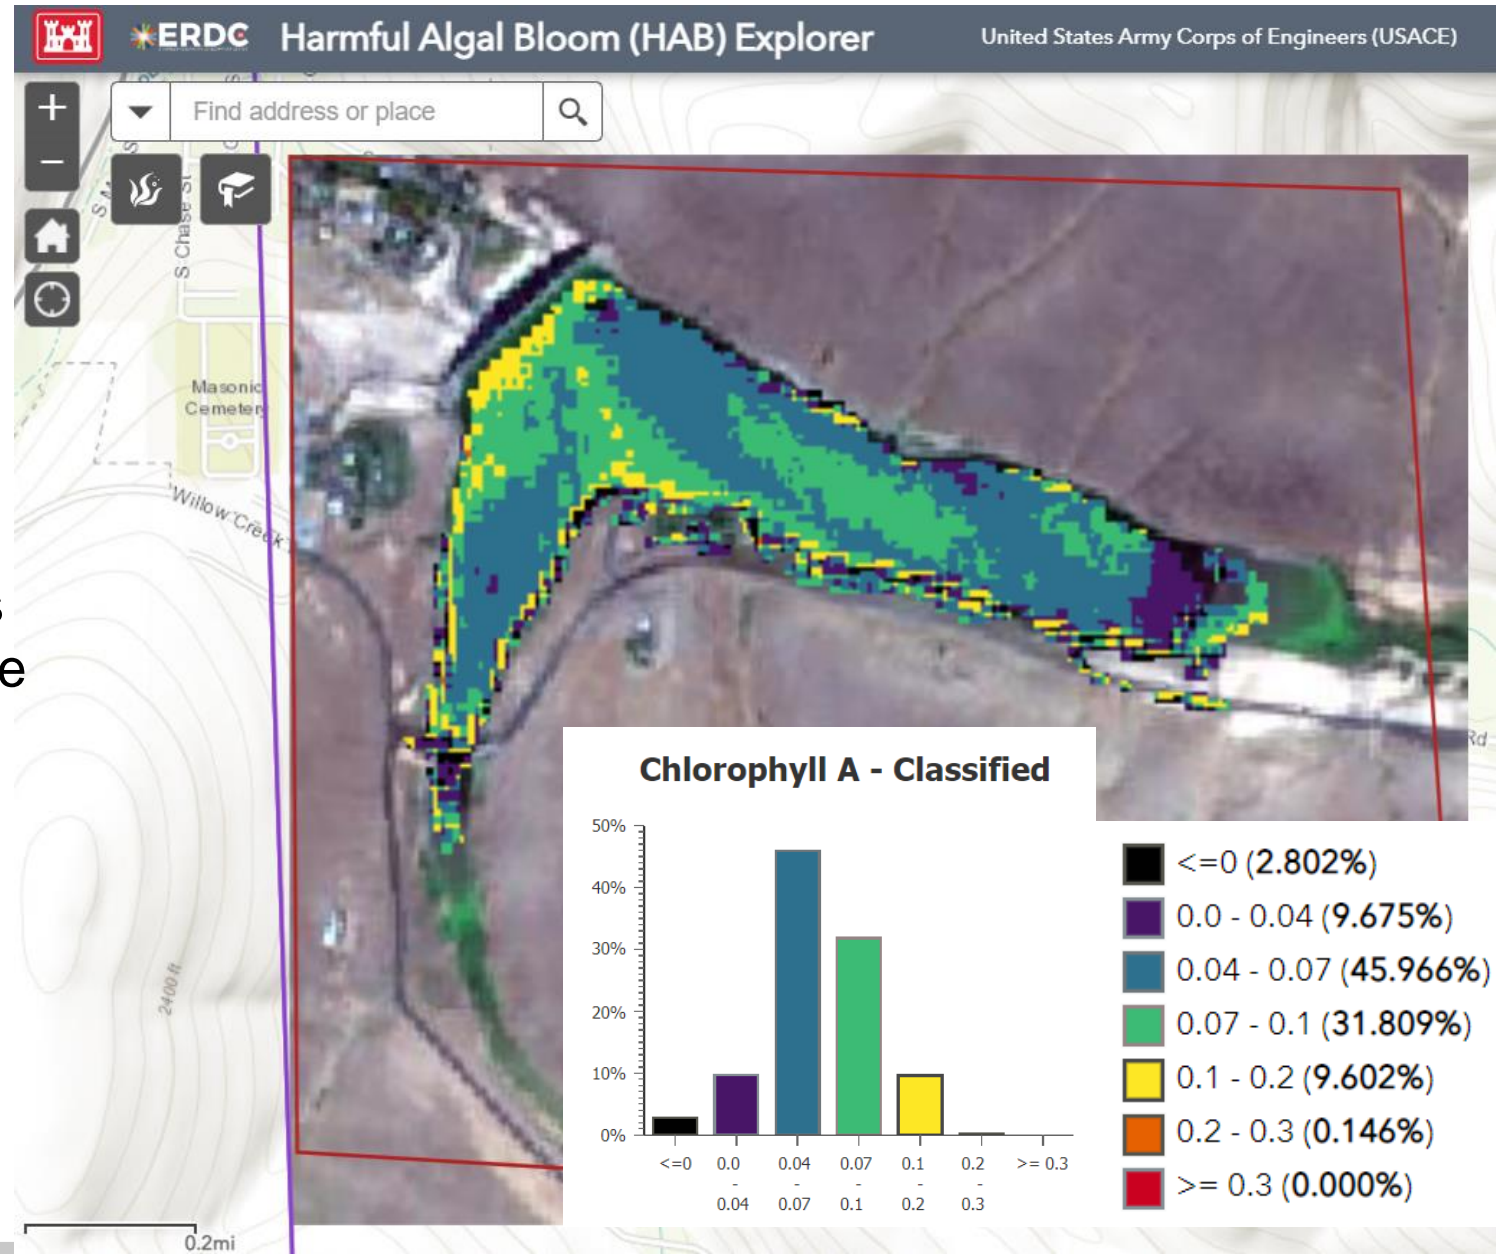 ERDC Harmful Algal Bloom (HAB) Explorer United States Army Corps of Engineers (USACE)
+
Find address or place
−
S Chase St
Masonic
Cemetery
Willow Creek
s
e
Rd
2400 ft
0.2mi
Chlorophyll A - Classified
50%
40%
30%
20%
10%
0%
<=0 0.0 0.04 0.07 0.1 0.2 >= 0.3
- - - - -
0.04 0.07 0.1 0.2 0.3
<=0 (2.802%)
0.0 - 0.04 (9.675%)
0.04 - 0.07 (45.966%)
0.07 - 0.1 (31.809%)
0.1 - 0.2 (9.602%)
0.2 - 0.3 (0.146%)
>= 0.3 (0.000%)